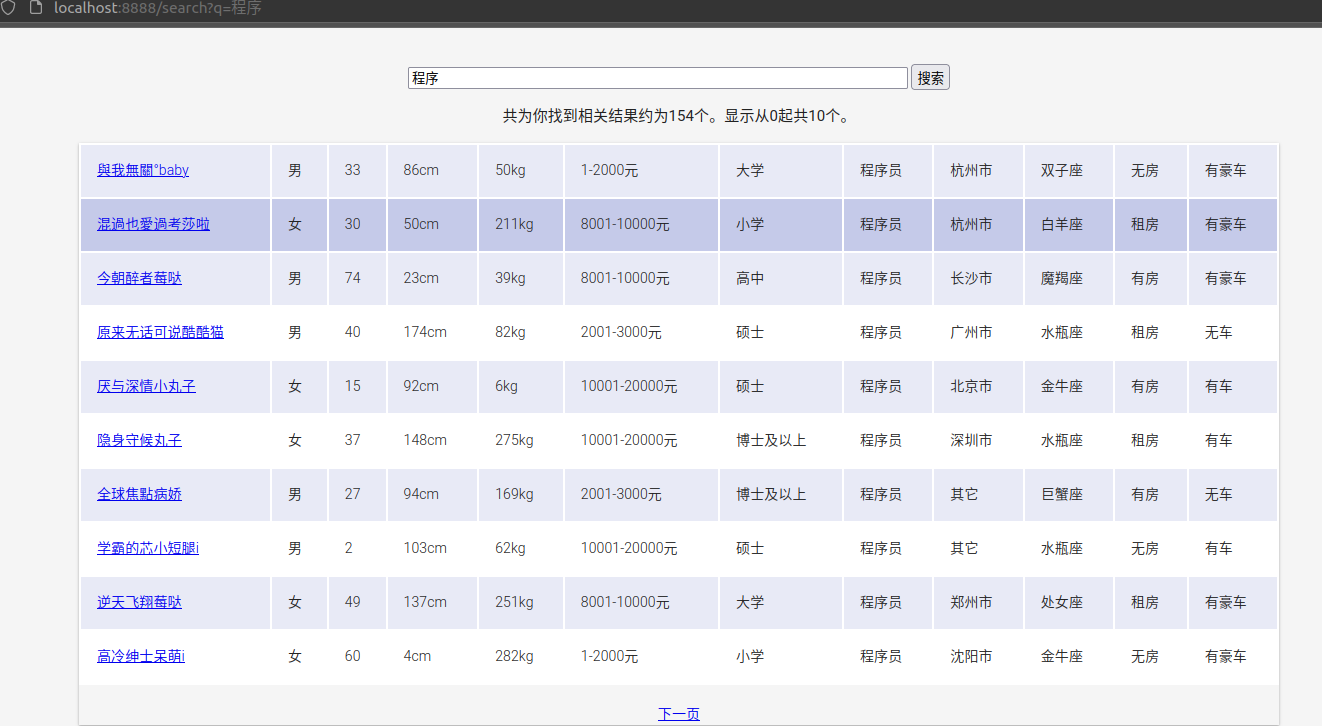 localhost:8888/search?q=程序
程序 搜索
共为你找到相关结果约为154个。显示从0起共10个。
與我無關°baby 男 33 86cm 50kg 1-2000元 大学 程序员 杭州市 双子座 无房 有豪车
混過也愛過考莎啦 女 30 50cm 211kg 8001-10000元 小学 程序员 杭州市 白羊座 租房 有豪车
今朝醉者莓哒 男 74 23cm 39kg 8001-10000元 高中 程序员 长沙市 魔羯座 有房 有豪车
原来无话可说酷酷猫 男 40 174cm 82kg 2001-3000元 硕士 程序员 广州市 水瓶座 租房 无车
厌与深情小丸子 女 15 92cm 6kg 10001-20000元 硕士 程序员 北京市 金牛座 有房 有车
隐身守候丸子 女 37 148cm 275kg 10001-20000元 博士及以上 程序员 深圳市 水瓶座 租房 有车
全球焦點病娇 男 27 94cm 169kg 2001-3000元 博士及以上 程序员 其它 巨蟹座 有房 无车
学霸的芯小短腿i 男 2 103cm 62kg 10001-20000元 硕士 程序员 其它 水瓶座 无房 有车
逆天飞翔莓哒 女 49 137cm 251kg 8001-10000元 大学 程序员 郑州市 处女座 租房 有豪车
高冷绅士呆萌i 女 60 4cm 282kg 1-2000元 小学 程序员 沈阳市 金牛座 无房 有豪车
下一页